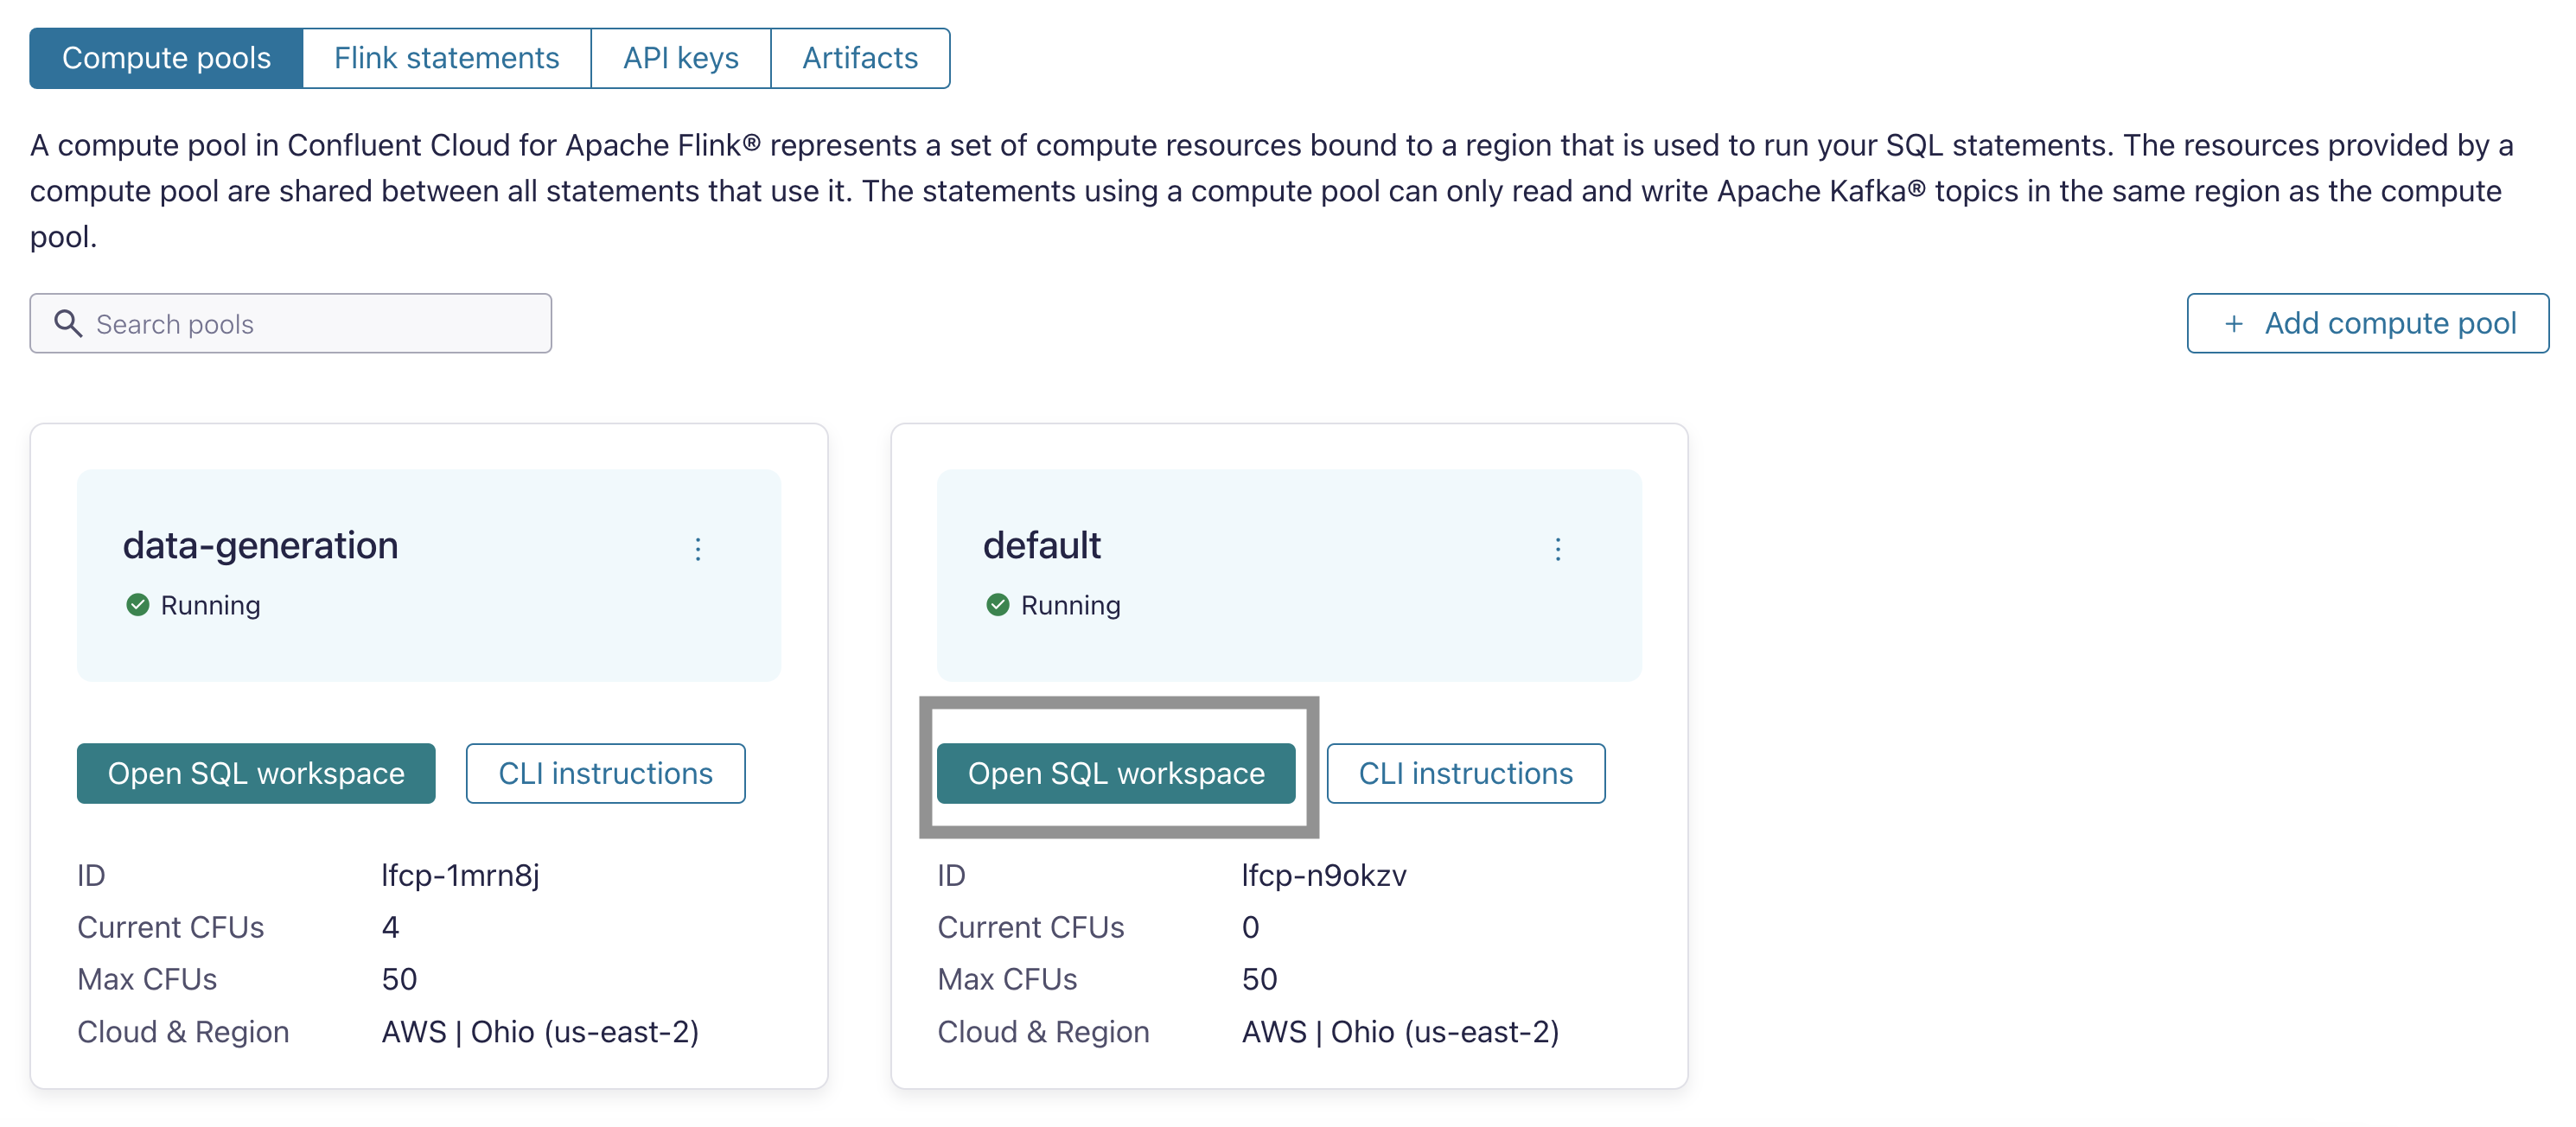 Compute pools
Flink statements
API keys
Artifacts
A compute pool in Confluent Cloud for Apache Flink® represents a set of compute resources bound to a region that is used to run your SQL statements. The resources provided by a
compute pool are shared between all statements that use it. The statements using a compute pool can only read and write Apache Kafka® topics in the same region as the compute
pool.
Search pools
+ Add compute pool
data-generation
Running
Open SQL workspace
CLI instructions
ID lfcp-1mrn8j
Current CFUs 4
Max CFUs 50
Cloud & Region AWS | Ohio (us-east-2)
default
Running
Open SQL workspace
CLI instructions
ID lfcp-n9okzv
Current CFUs 0
Max CFUs 50
Cloud & Region AWS | Ohio (us-east-2)